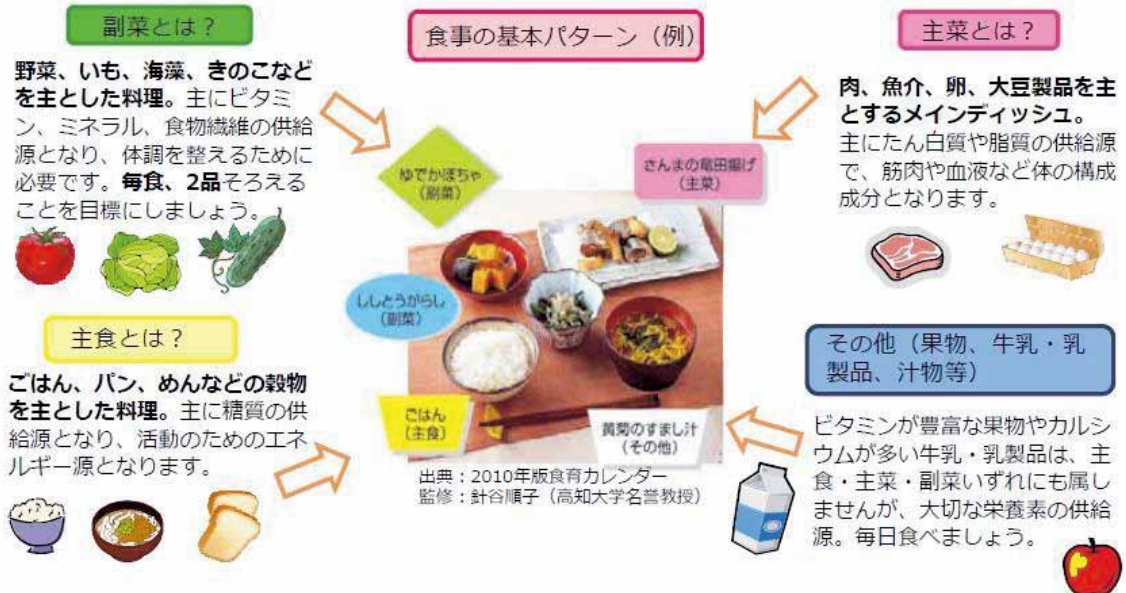 食事の基本パターン（例）
副菜とは？
野菜、いも、海藻、きのこなど
を主とした料理。主にビタミ
ン、ミネラル、食物繊維の供給
源となり、体調を整えるために
必要です。毎食、2品そろえる
ことを目標にしましょう。
主食とは？
ごはん、パン、めんなどの穀物
を主とした料理。主に糖質の供
給源となり、活動のためのエネ
ルギー源となります。
ゆでかぼちゃ
（副菜）
さんまの竜田揚げ
（主菜）
ししとうがらし
（副菜）
ごはん
（主食）
黄菊のすまし汁
（その他）
出典：2010年版食育カレンダー
監修：針谷順子（高知大学名誉教授）
主菜とは？
肉、魚介、卵、大豆製品を主
とするメインディッシュ。
主にたん白質や脂質の供給源
で、筋肉や血液など体の構成
成分となります。
その他（果物、牛乳・乳
製品、汁物等）
ビタミンが豊富な果物やカルシ
ウムが多い牛乳・乳製品は、主
食・主菜・副菜いずれにも属し
ませんが、大切な栄養素の供給
源。毎日食べましょう。